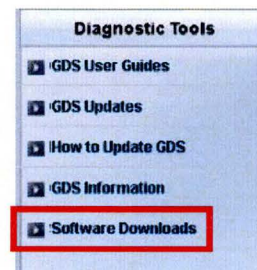 Diagnostic Tools
GDS User Guides
GDS Updates
How to Update GDS
GDS Information
Software Downloads